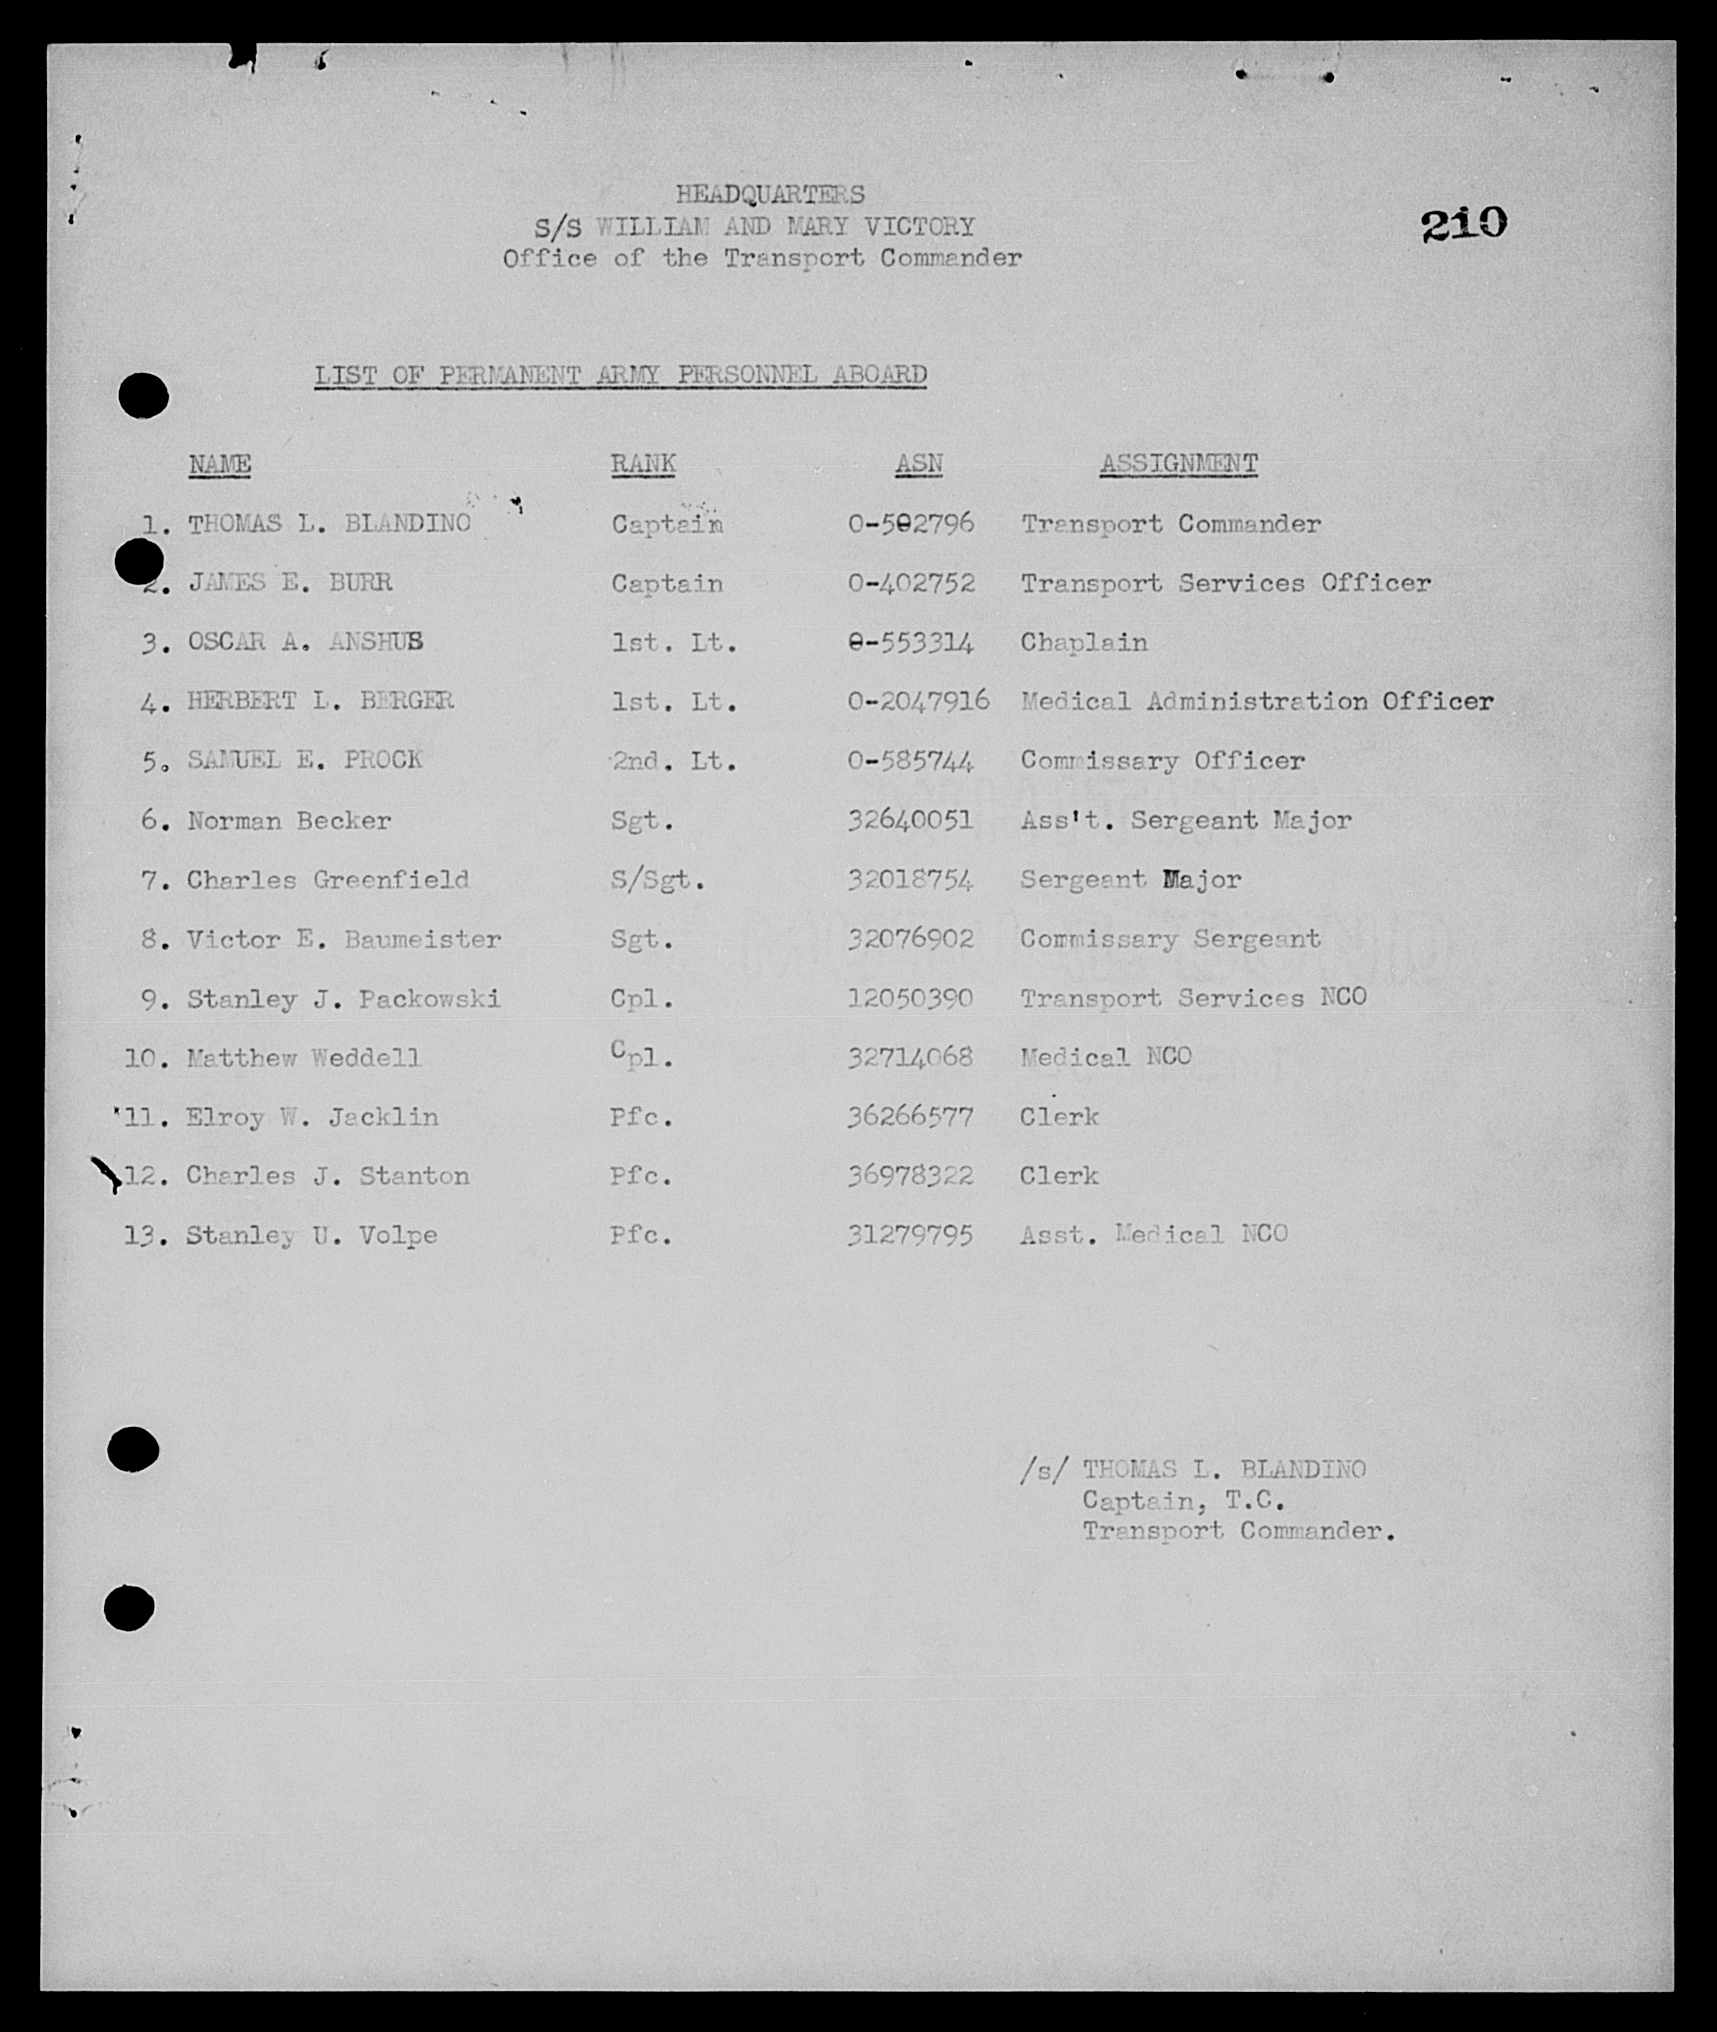 HEADQUARTERS
S/S WILLIAM AND MARY VICTORY
210
Office of the Transport Commander
LIST OF PERMANENT ARMY PERSONNEL ABOARD
NAME RANK ASN ASSIGNMENT
1. THOMAS L. BLANDINO Captain 0-502796 Transport Commander
2. JAMES E. BURR Captain 0-402752 Transport Services Officer
3. OSCAR A. ANSHUS 1st. Lt. 0-553314 Chaplain
4. HERBERT L. BERGER 1st. Lt. 0-2047916 Medical Administration Officer
5. SAMUEL E. PROCK 2nd. Lt. 0-585744 Commissary Officer
6. Norman Becker Sgt. 32640051 Ass't. Sergeant Major
7. Charles Greenfield S/Sgt. 32018754 Sergeant Major
8. Victor E. Baumeister Sgt. 32076902 Commissary Sergeant
9. Stanley J. Packowski Cpl. 12050390 Transport Services NCO
10. Matthew Weddell Cpl. 32714068 Medical NCO
11. Elroy W. Jacklin Pfc. 36266577 Clerk
12. Charles J. Stanton Pfc. 36978322 Clerk
13. Stanley U. Volpe Pfc. 31279795 Asst. Medical NCO
/s/ THOMAS L. BLANDINO
Captain, T.C.
Transport Commander.